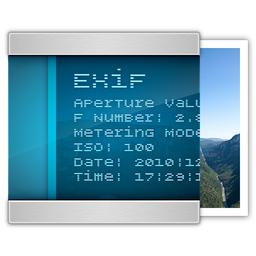 EXiF
Aperture Valu
F Number: 2.8
Metering MODE
ISO: 100
Date: 2010:12
Time: 17:29:1